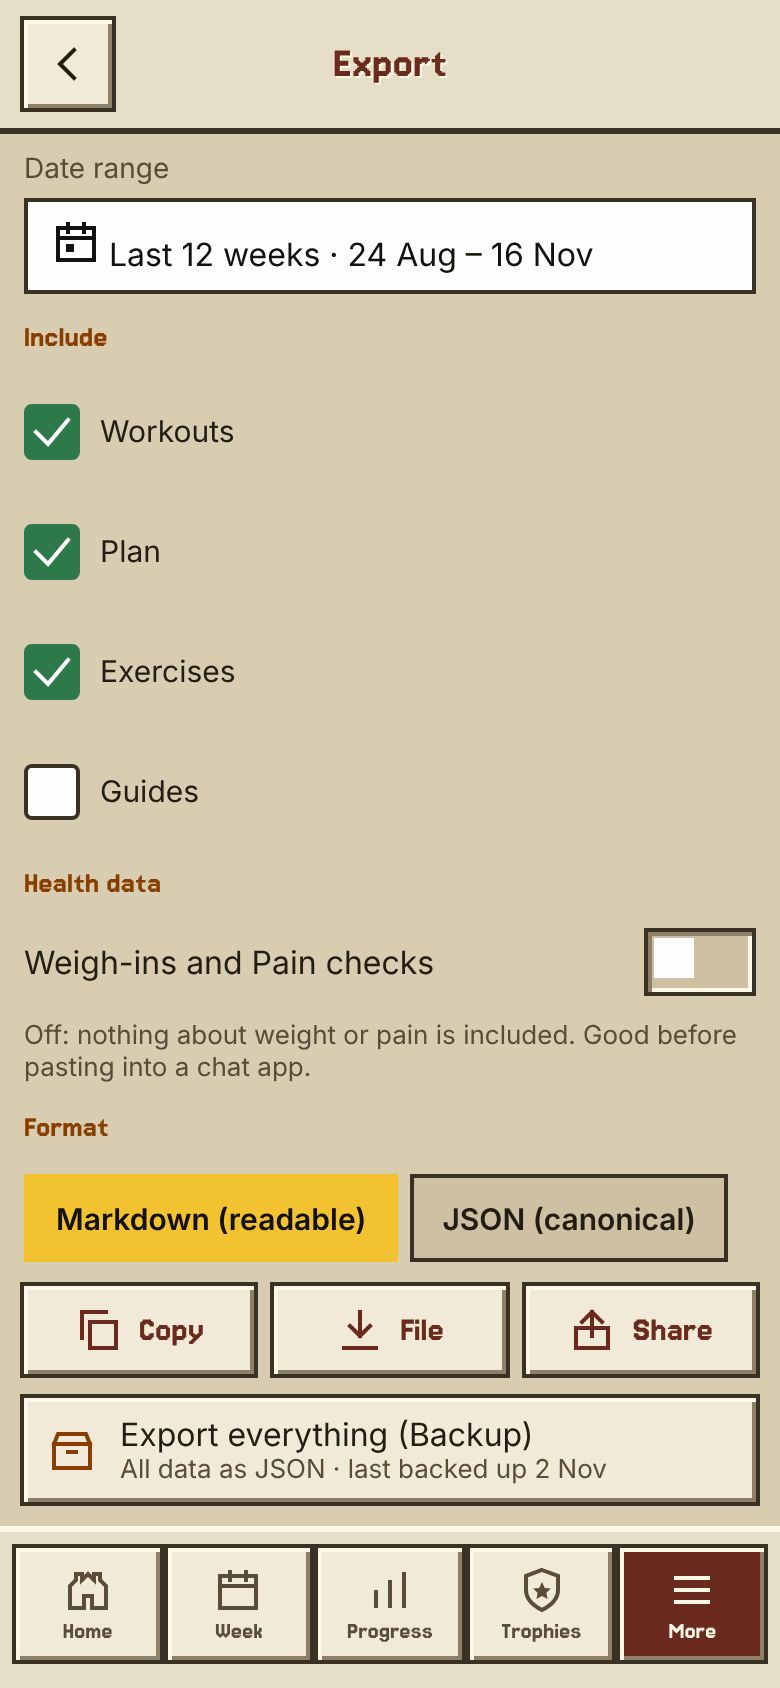 Export
Date range
Last 12 weeks · 24 Aug – 16 Nov
Include
Workouts
Plan
Exercises
Guides
Health data
Weigh-ins and Pain checks
Off: nothing about weight or pain is included. Good before
pasting into a chat app.
Format
Markdown (readable) JSON (canonical)
Copy File Share
Export everything (Backup)
All data as JSON · last backed up 2 Nov
Home Week Progress Trophies More